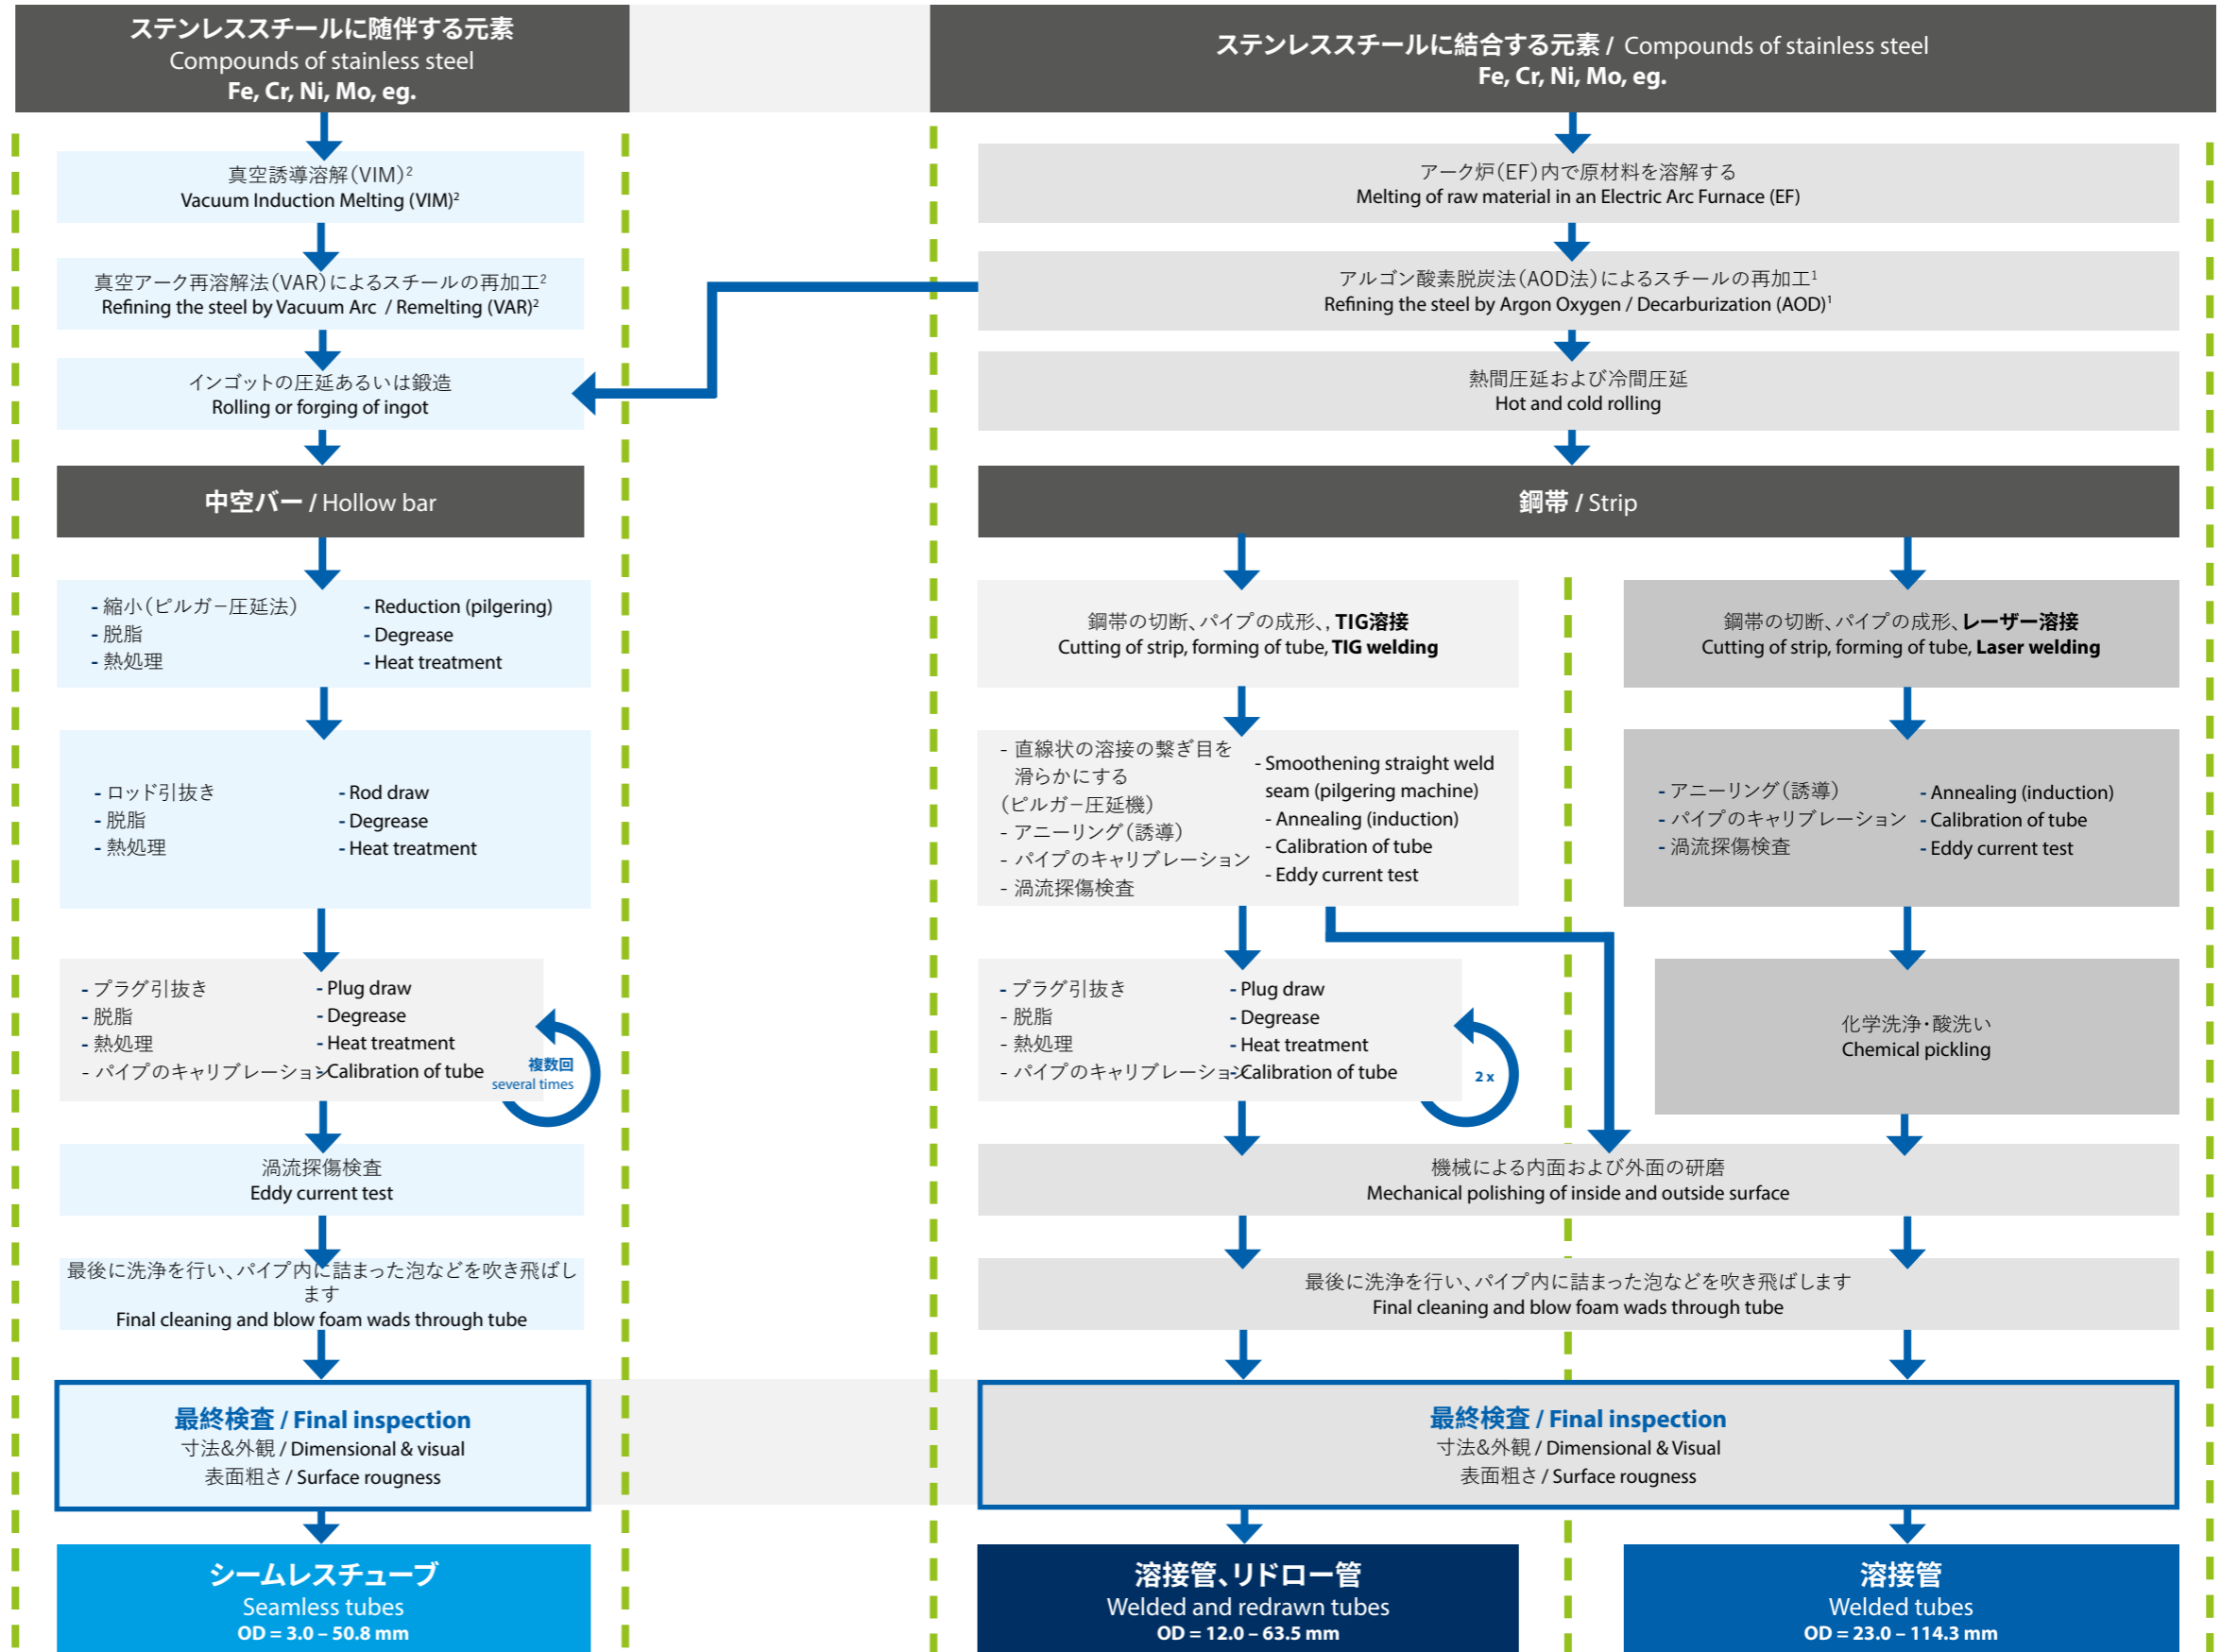 ステンレススチールに随伴する元素
Compounds of stainless steel
Fe, Cr, Ni, Mo, eg.
ステンレススチールに結合する元素 / Compounds of stainless steel
Fe, Cr, Ni, Mo, eg.
真空誘導溶解（VIM）²
Vacuum Induction Melting (VIM)²
真空アーク再溶解法（VAR）によるスチールの再加工²
Refining the steel by Vacuum Arc / Remelting (VAR)²
インゴットの圧延あるいは鍛造
Rolling or forging of ingot
アーク炉（EF）内で原材料を溶解する
Melting of raw material in an Electric Arc Furnace (EF)
アルゴン酸素脱炭法（AOD法）によるスチールの再加工¹
Refining the steel by Argon Oxygen / Decarburization (AOD)¹
熱間圧延および冷間圧延
Hot and cold rolling
中空バー / Hollow bar
鋼帯 / Strip
- 縮小（ピルガー圧延法）
- 脱脂
- 熱処理
- Reduction (pilgering)
- Degrease
- Heat treatment
- ロッド引抜き
- 脱脂
- 熱処理
- Rod draw
- Degrease
- Heat treatment
- プラグ引抜き
- 脱脂
- 熱処理
- パイプのキャリブレーション
- Plug draw
- Degrease
- Heat treatment
- Calibration of tube
複数回
several times
渦流探傷検査
Eddy current test
最後に洗浄を行い、パイプ内に詰まった泡などを吹き飛ばし
ます
Final cleaning and blow foam wads through tube
最終検査 / Final inspection
寸法&外観 / Dimensional & visual
表面粗さ / Surface rougness
シームレスチューブ
Seamless tubes
OD = 3.0 – 50.8 mm
鋼帯の切断、パイプの成形、, TIG溶接
Cutting of strip, forming of tube, TIG welding
- 直線状の溶接の繋ぎ目を
滑らかにする
（ピルガー圧延機）
- アニーリング（誘導）
- パイプのキャリブレーション
- 渦流探傷検査
- Smoothening straight weld
seam (pilgering machine)
- Annealing (induction)
- Calibration of tube
- Eddy current test
- プラグ引抜き
- 脱脂
- 熱処理
- パイプのキャリブレーション
- Plug draw
- Degrease
- Heat treatment
- Calibration of tube
2 x
鋼帯の切断、パイプの成形、レーザー溶接
Cutting of strip, forming of tube, Laser welding
- アニーリング（誘導）
- パイプのキャリブレーション
- 渦流探傷検査
- Annealing (induction)
- Calibration of tube
- Eddy current test
化学洗浄・酸洗い
Chemical pickling
機械による内面および外面の研磨
Mechanical polishing of inside and outside surface
最後に洗浄を行い、パイプ内に詰まった泡などを吹き飛ばします
Final cleaning and blow foam wads through tube
最終検査 / Final inspection
寸法&外観 / Dimensional & Visual
表面粗さ / Surface rougness
溶接管、リドロー管
Welded and redrawn tubes
OD = 12.0 – 63.5 mm
溶接管
Welded tubes
OD = 23.0 – 114.3 mm